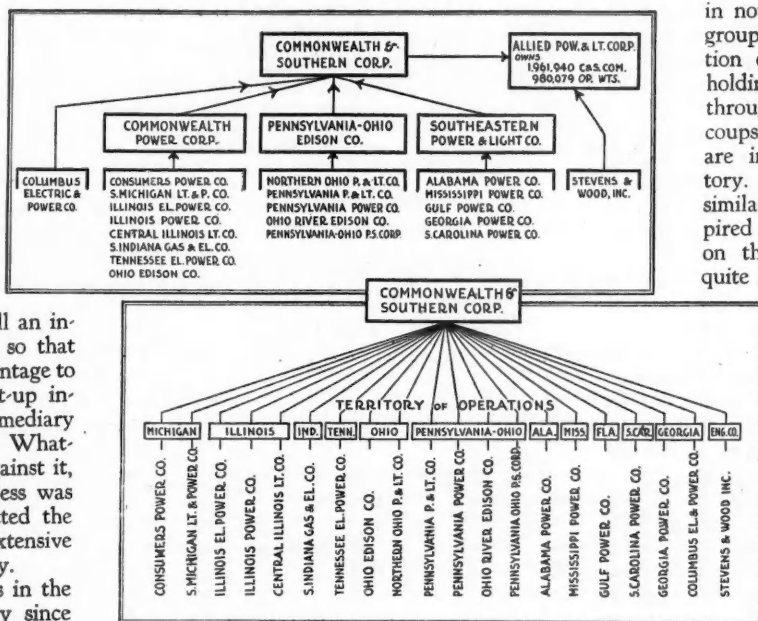 in no
group
tion
holdin
throu
coups
are i
tory.
simila
pired
on th
quite
COMMONWEALTH &
SOUTHERN CORP.
ALLIED POW. & LT. CORP.
OWNS
1,961,940 C&S. COM.
980,079 OP. WTS.
COMMONWEALTH
POWER CORP.
PENNSYLVANIA-OHIO
EDISON CO.
SOUTHEASTERN
POWER & LIGHT CO.
COLUMBUS
ELECTRIC &
POWER CO.
CONSUMERS POWER CO.
S. MICHIGAN LT. & P. CO.
ILLINOIS EL. POWER CO.
ILLINOIS POWER CO.
CENTRAL ILLINOIS LT. CO.
S. INDIANA GAS & EL. CO.
TENNESSEE EL. POWER CO.
OHIO EDISON CO.
NORTHERN OHIO P. & LT. CO.
PENNSYLVANIA P. & LT. CO.
PENNSYLVANIA POWER CO.
OHIO RIVER EDISON CO.
PENNSYLVANIA-OHIO P.S. CORP.
ALABAMA POWER CO.
MISSISSIPPI POWER CO.
GULF POWER CO.
GEORGIA POWER CO.
S. CAROLINA POWER CO.
STEVENS &
WOOD, INC.
ll an in-
so that
ntage to
t-up in-
mediary
What-
ainst it,
ess was
ted the
xtensive
y.
s in the
y since
COMMONWEALTH &
SOUTHERN CORP.
TERRITORY OF OPERATIONS
MICHIGAN
ILLINOIS
IND.
TENN.
OHIO
PENNSYLVANIA-OHIO
ALA.
MISS.
FLA.
S.CAR.
GEORGIA
ENG. CO.
CONSUMERS POWER CO.
S. MICHIGAN LT. & POWER CO.
ILLINOIS EL. POWER CO.
ILLINOIS POWER CO.
CENTRAL ILLINOIS LT. CO.
S. INDIANA GAS & EL. CO.
TENNESSEE EL. POWER CO.
OHIO EDISON CO.
NORTHERN OHIO P. & LT. CO.
PENNSYLVANIA P. & LT. CO.
PENNSYLVANIA POWER CO.
OHIO RIVER EDISON CO.
PENNSYLVANIA-OHIO P.S. CORP.
ALABAMA POWER CO.
MISSISSIPPI POWER CO.
GULF POWER CO.
S. CAROLINA POWER CO.
GEORGIA POWER CO.
COLUMBUS EL. & POWER CO.
STEVENS & WOOD INC.